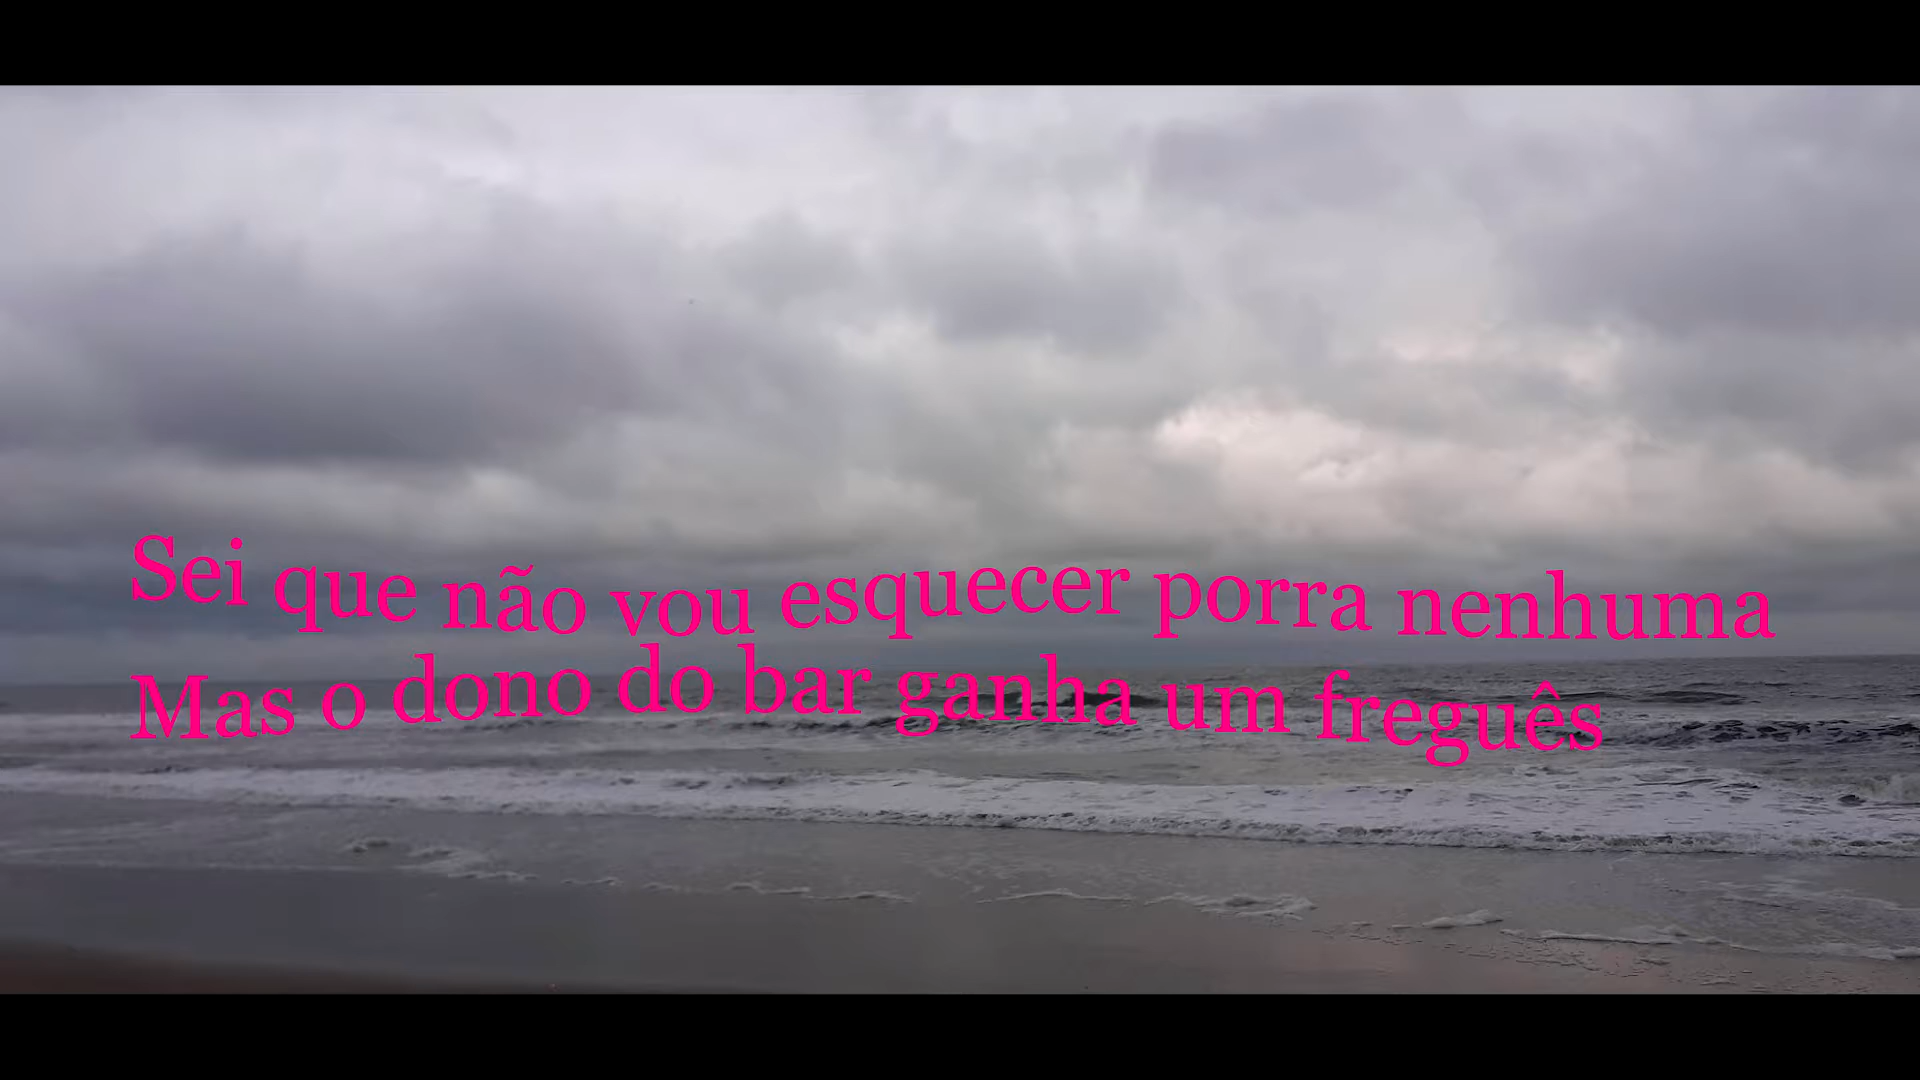 Sei que não vou esquecer porra nenhuma
Mas o dono do bar ganha um freguês